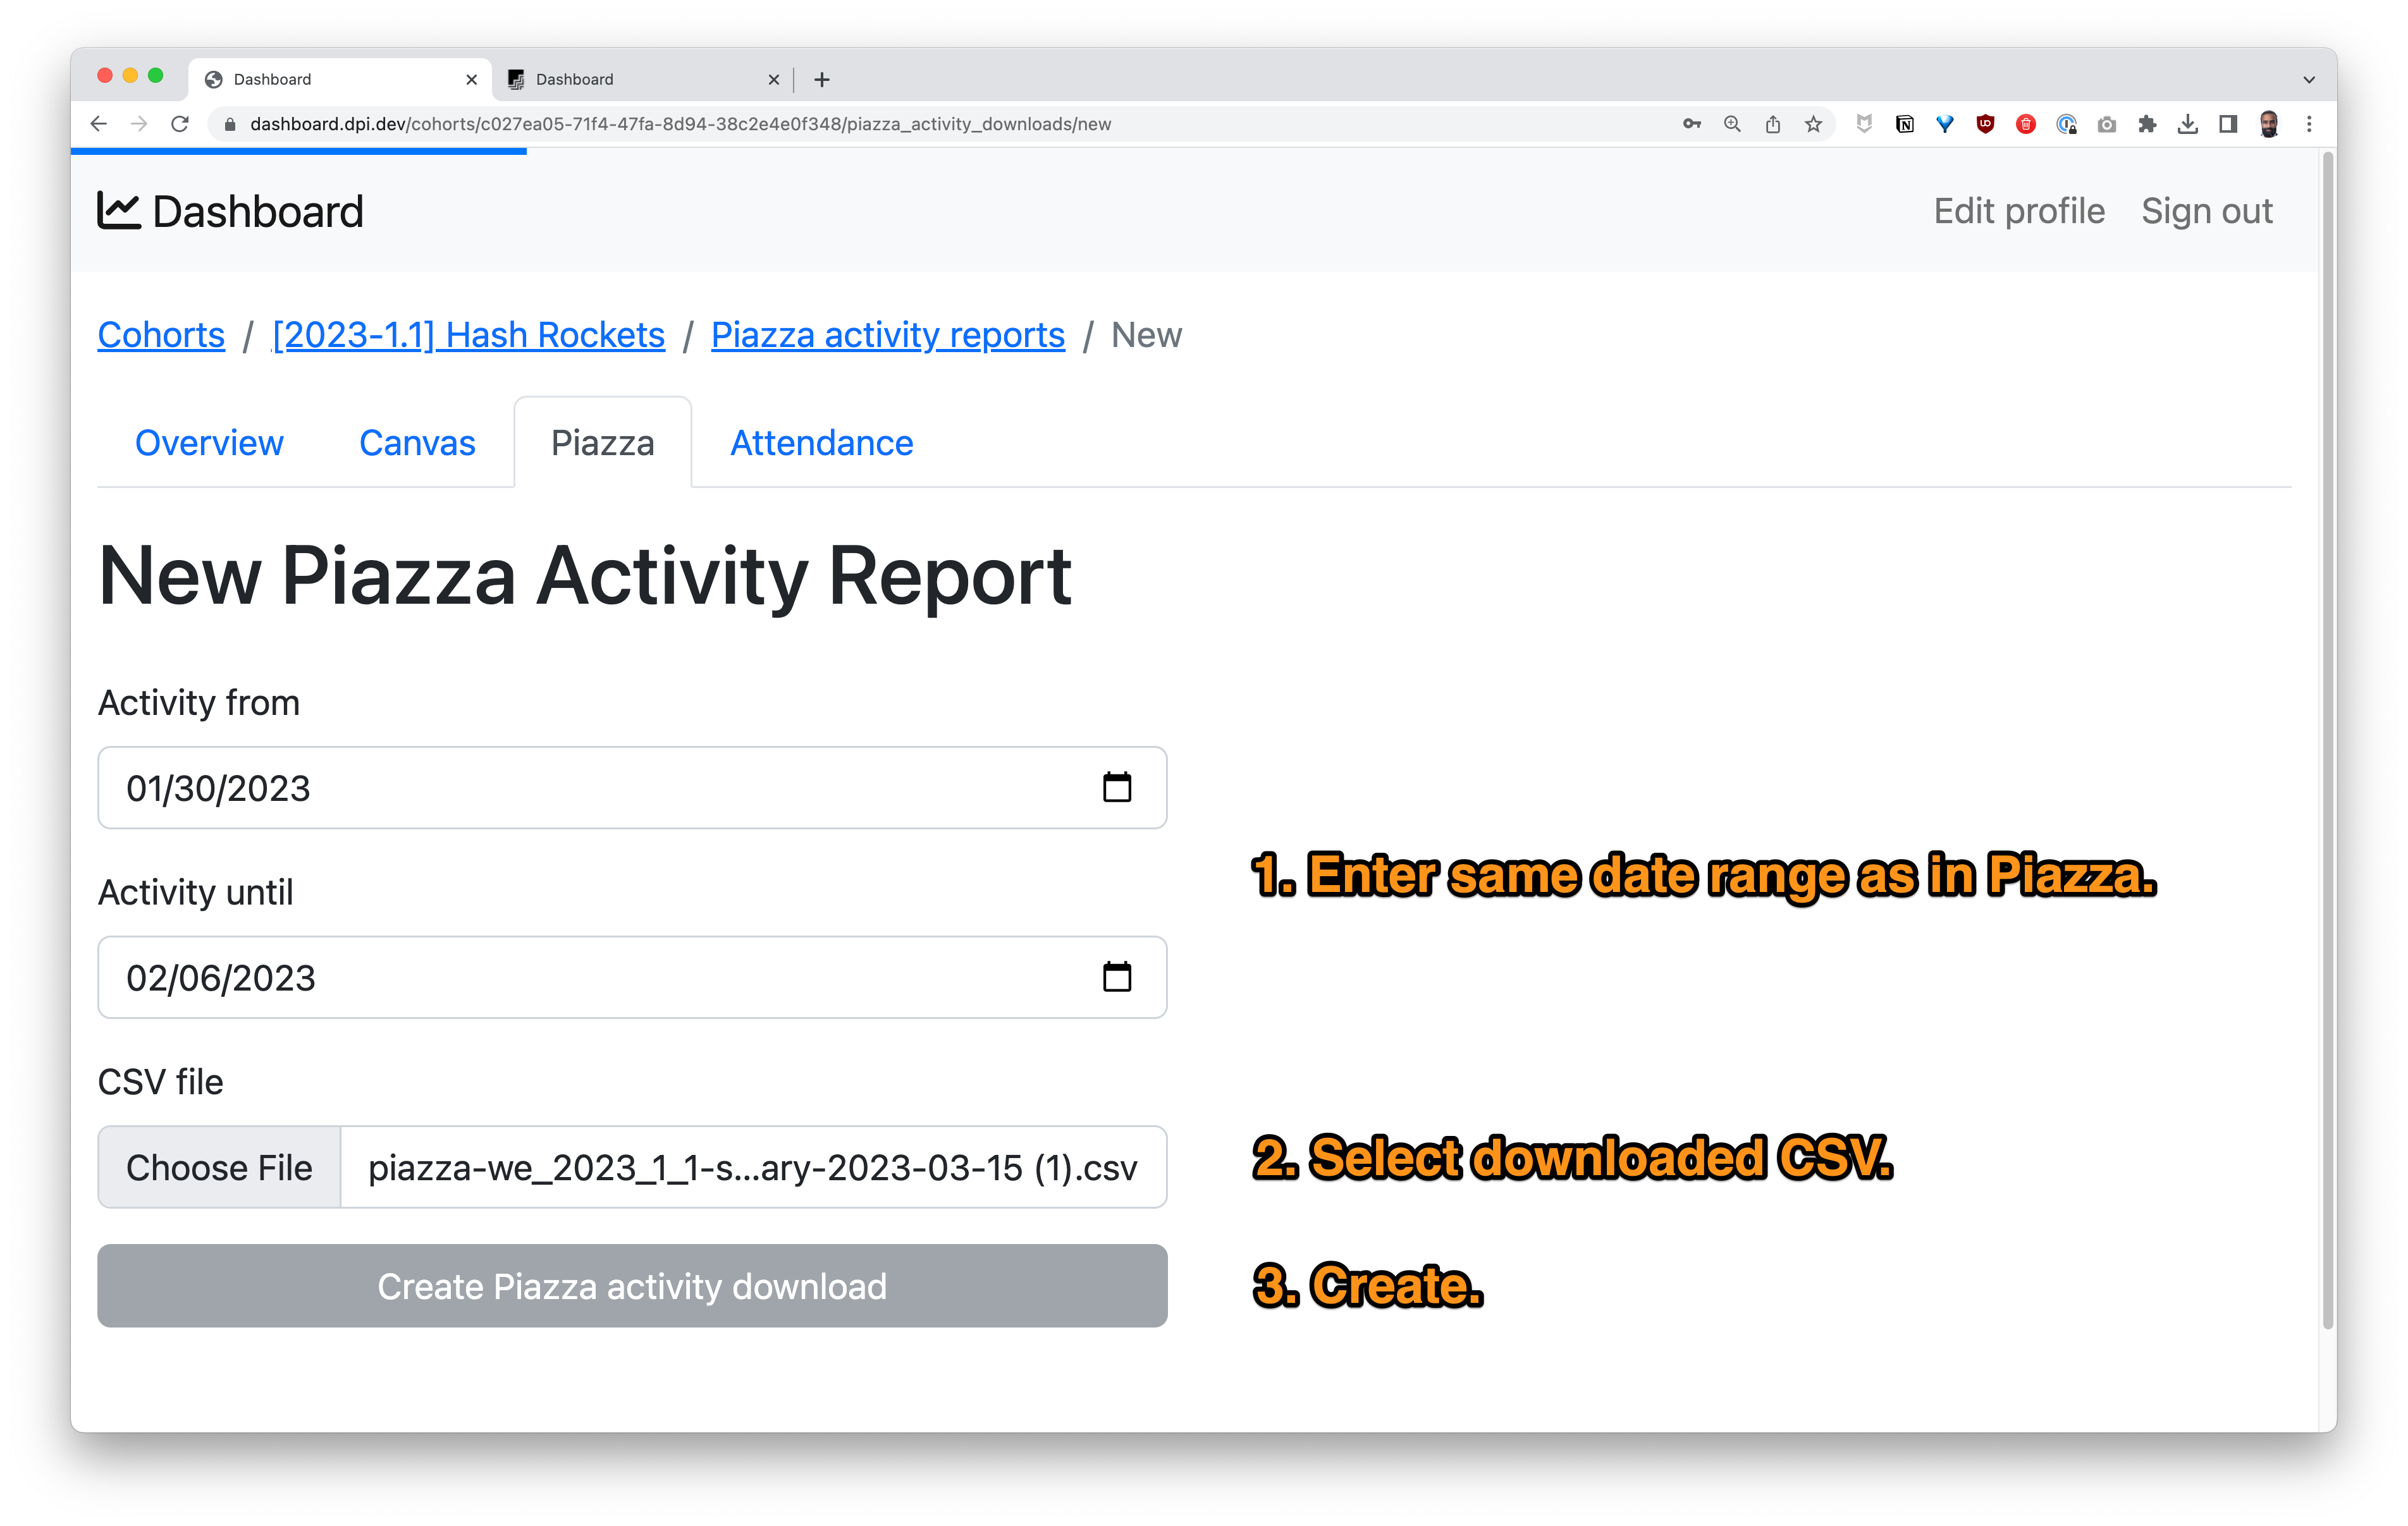 Dashboard
Dashboard
dashboard.dpi.dev/cohorts/c027ea05-71f4-47fa-8d94-38c2e4e0f348/piazza_activity_downloads/new
Dashboard
Edit profile
Sign out
Cohorts / [2023-1.1] Hash Rockets / Piazza activity reports / New
Overview
Canvas
Piazza
Attendance
New Piazza Activity Report
Activity from
01/30/2023
1. Enter same date range as in Piazza.
Activity until
02/06/2023
CSV file
Choose File
piazza-we_2023_1_1-s...ary-2023-03-15 (1).csv
2. Select downloaded CSV.
Create Piazza activity download
3. Create.